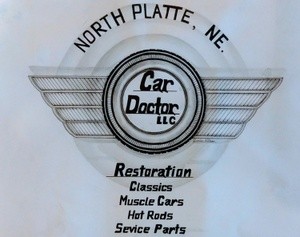 NORTH PLATTE, NE.
Car
Doctor
LLC.
Restoration
Classics
Muscle Cars
Hot Rods
Sevice Parts